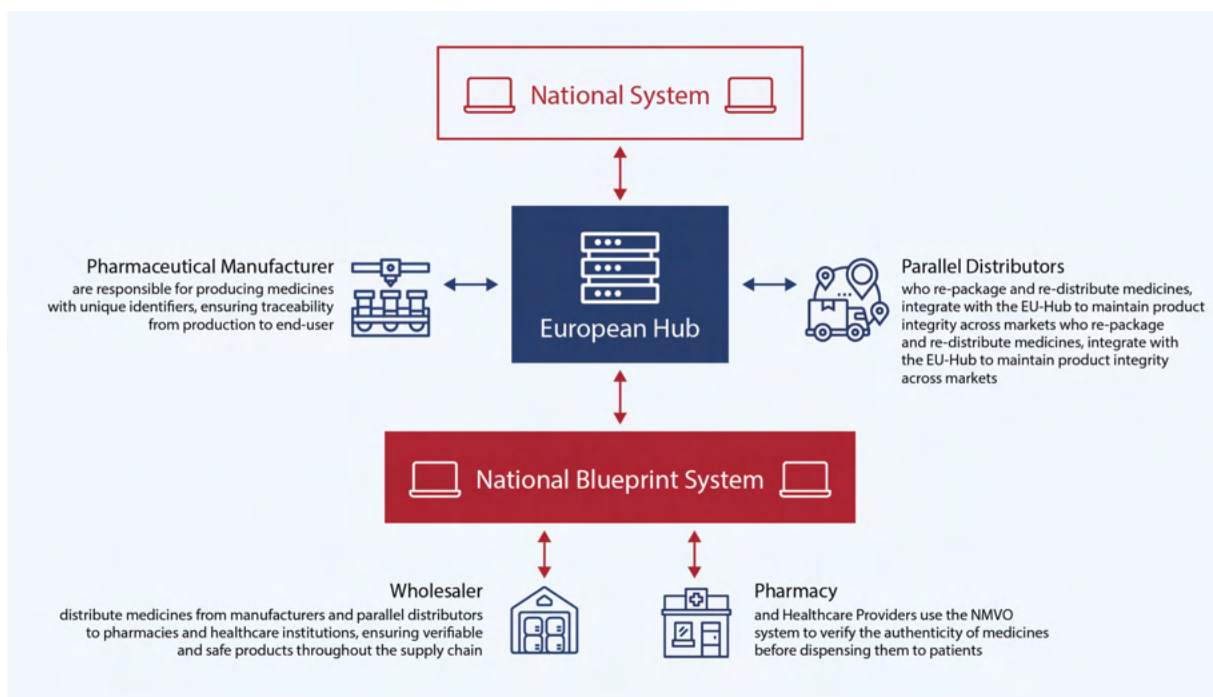 National System
European Hub
Pharmaceutical Manufacturer
are responsible for producing medicines
with unique identifiers, ensuring traceability
from production to end-user
Parallel Distributors
who re-package and re-distribute medicines,
integrate with the EU-Hub to maintain product
integrity across markets who re-package
and re-distribute medicines, integrate with
the EU-Hub to maintain product integrity
across markets
National Blueprint System
Wholesaler
distribute medicines from manufacturers and parallel distributors
to pharmacies and healthcare institutions, ensuring verifiable
and safe products throughout the supply chain
Pharmacy
and Healthcare Providers use the NMVO
system to verify the authenticity of medicines
before dispensing them to patients